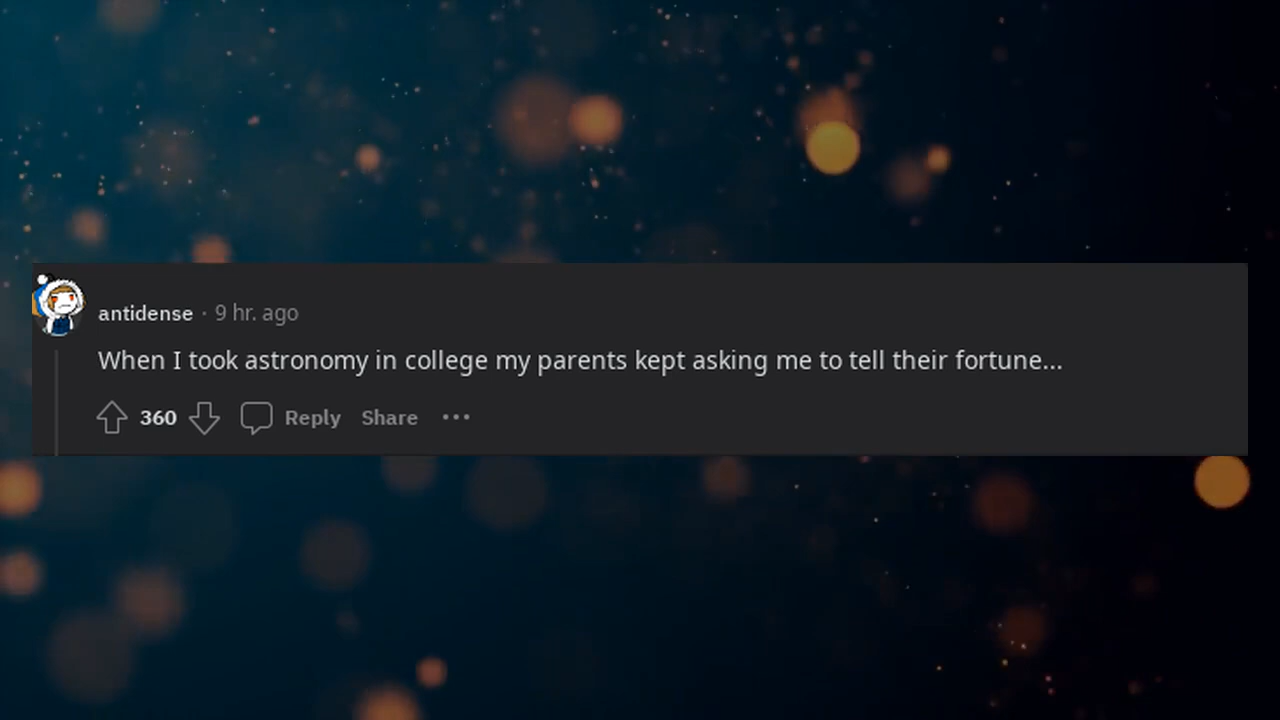 antidense · 9 hr. ago
When I took astronomy in college my parents kept asking me to tell their fortune...
360 Reply Share ···